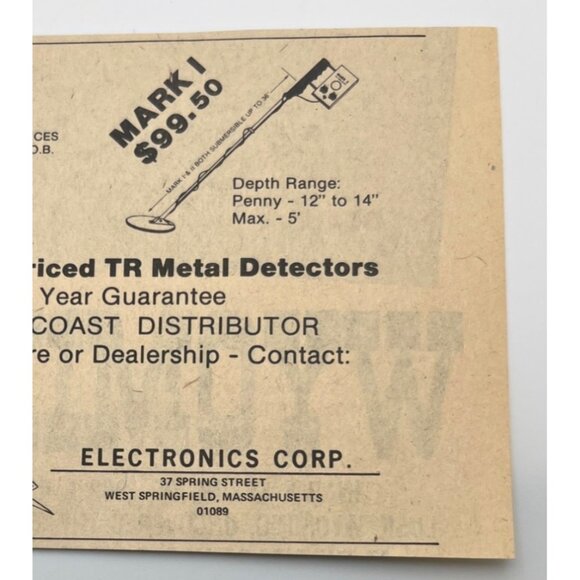 MARK I
$99.50
MARK I & II BOTH SUBMERSIBLE UP TO 36"
CES
O.B.
Depth Range:
Penny - 12" to 14"
Max. - 5'
riced TR Metal Detectors
Year Guarantee
COAST DISTRIBUTOR
re or Dealership - Contact:
ELECTRONICS CORP.
37 SPRING STREET
WEST SPRINGFIELD, MASSACHUSETTS
01089